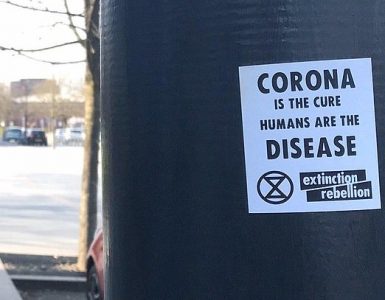 CORONA
IS THE CURE
HUMANS ARE THE
DISEASE
extinction
rebellion